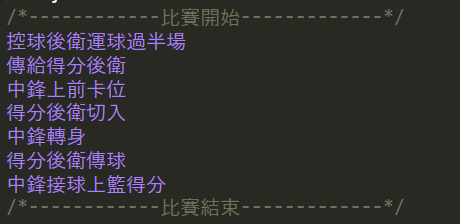 /*------------比賽開始-------------*/
控球後衛運球過半場
傳給得分後衛
中鋒上前卡位
得分後衛切入
中鋒轉身
得分後衛傳球
中鋒接球上籃得分
/*------------比賽結束-------------*/